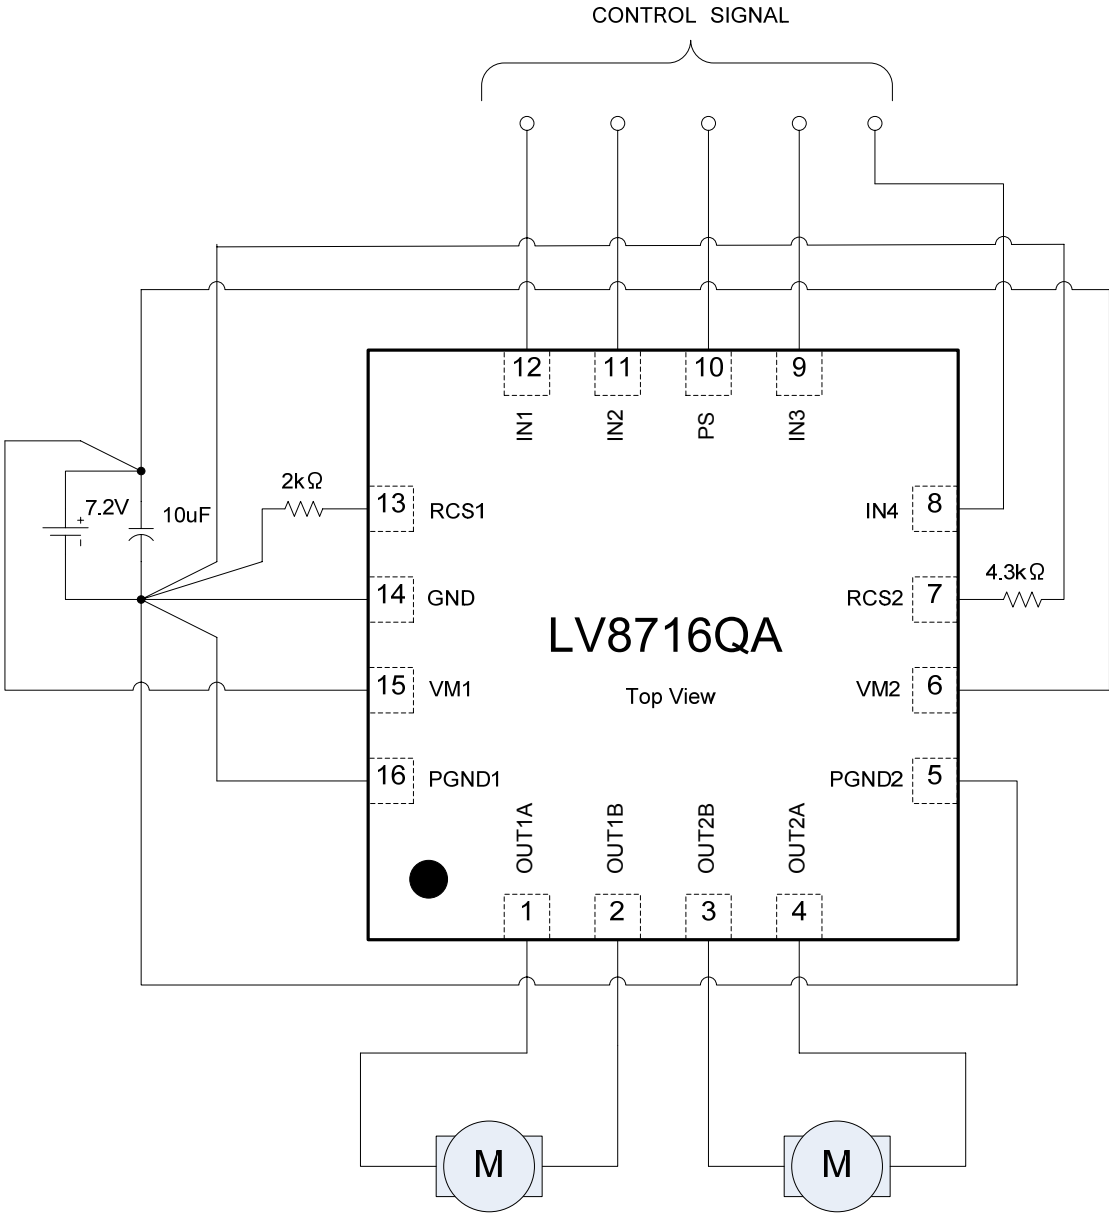 CONTROL SIGNAL
12
11
10
9
IN1
IN2
PS
IN3
7.2V
+
-
10uF
2kΩ
13
RCS1
IN4
8
4.3kΩ
14
GND
RCS2
7
LV8716QA
15
VM1
Top View
VM2
6
16
PGND1
PGND2
5
OUT1A
OUT1B
OUT2B
OUT2A
1
2
3
4
M
M